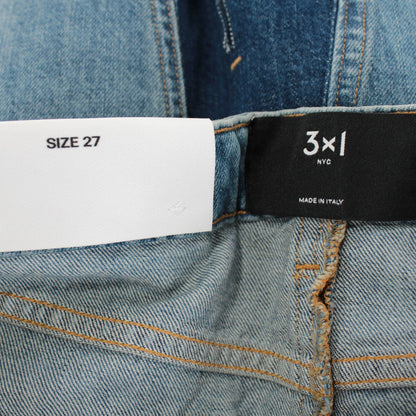 SIZE 27
3×1
NYC
MADE IN ITALY